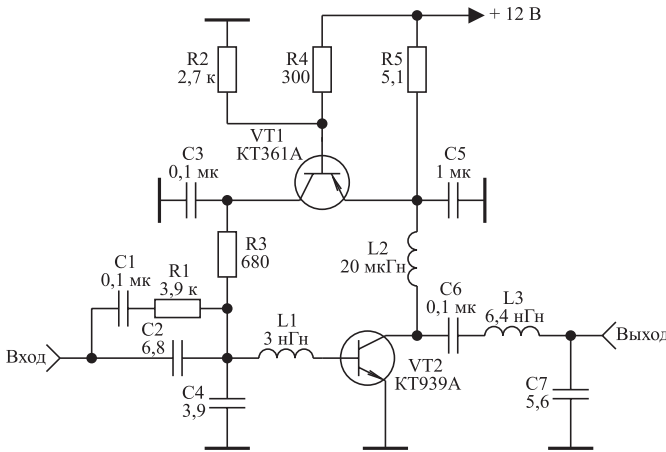 + 12 В
R2
2,7 к
R4
300
R5
5,1
VT1
КТ361А
C3
0,1 мк
C5
1 мк
R3
680
L2
20 мкГн
C1
0,1 мк
R1
3,9 к
C6
0,1 мк
L3
6,4 нГн
L1
3 нГн
C2
6,8
Вход
Выход
VT2
КТ939А
C4
3,9
C7
5,6